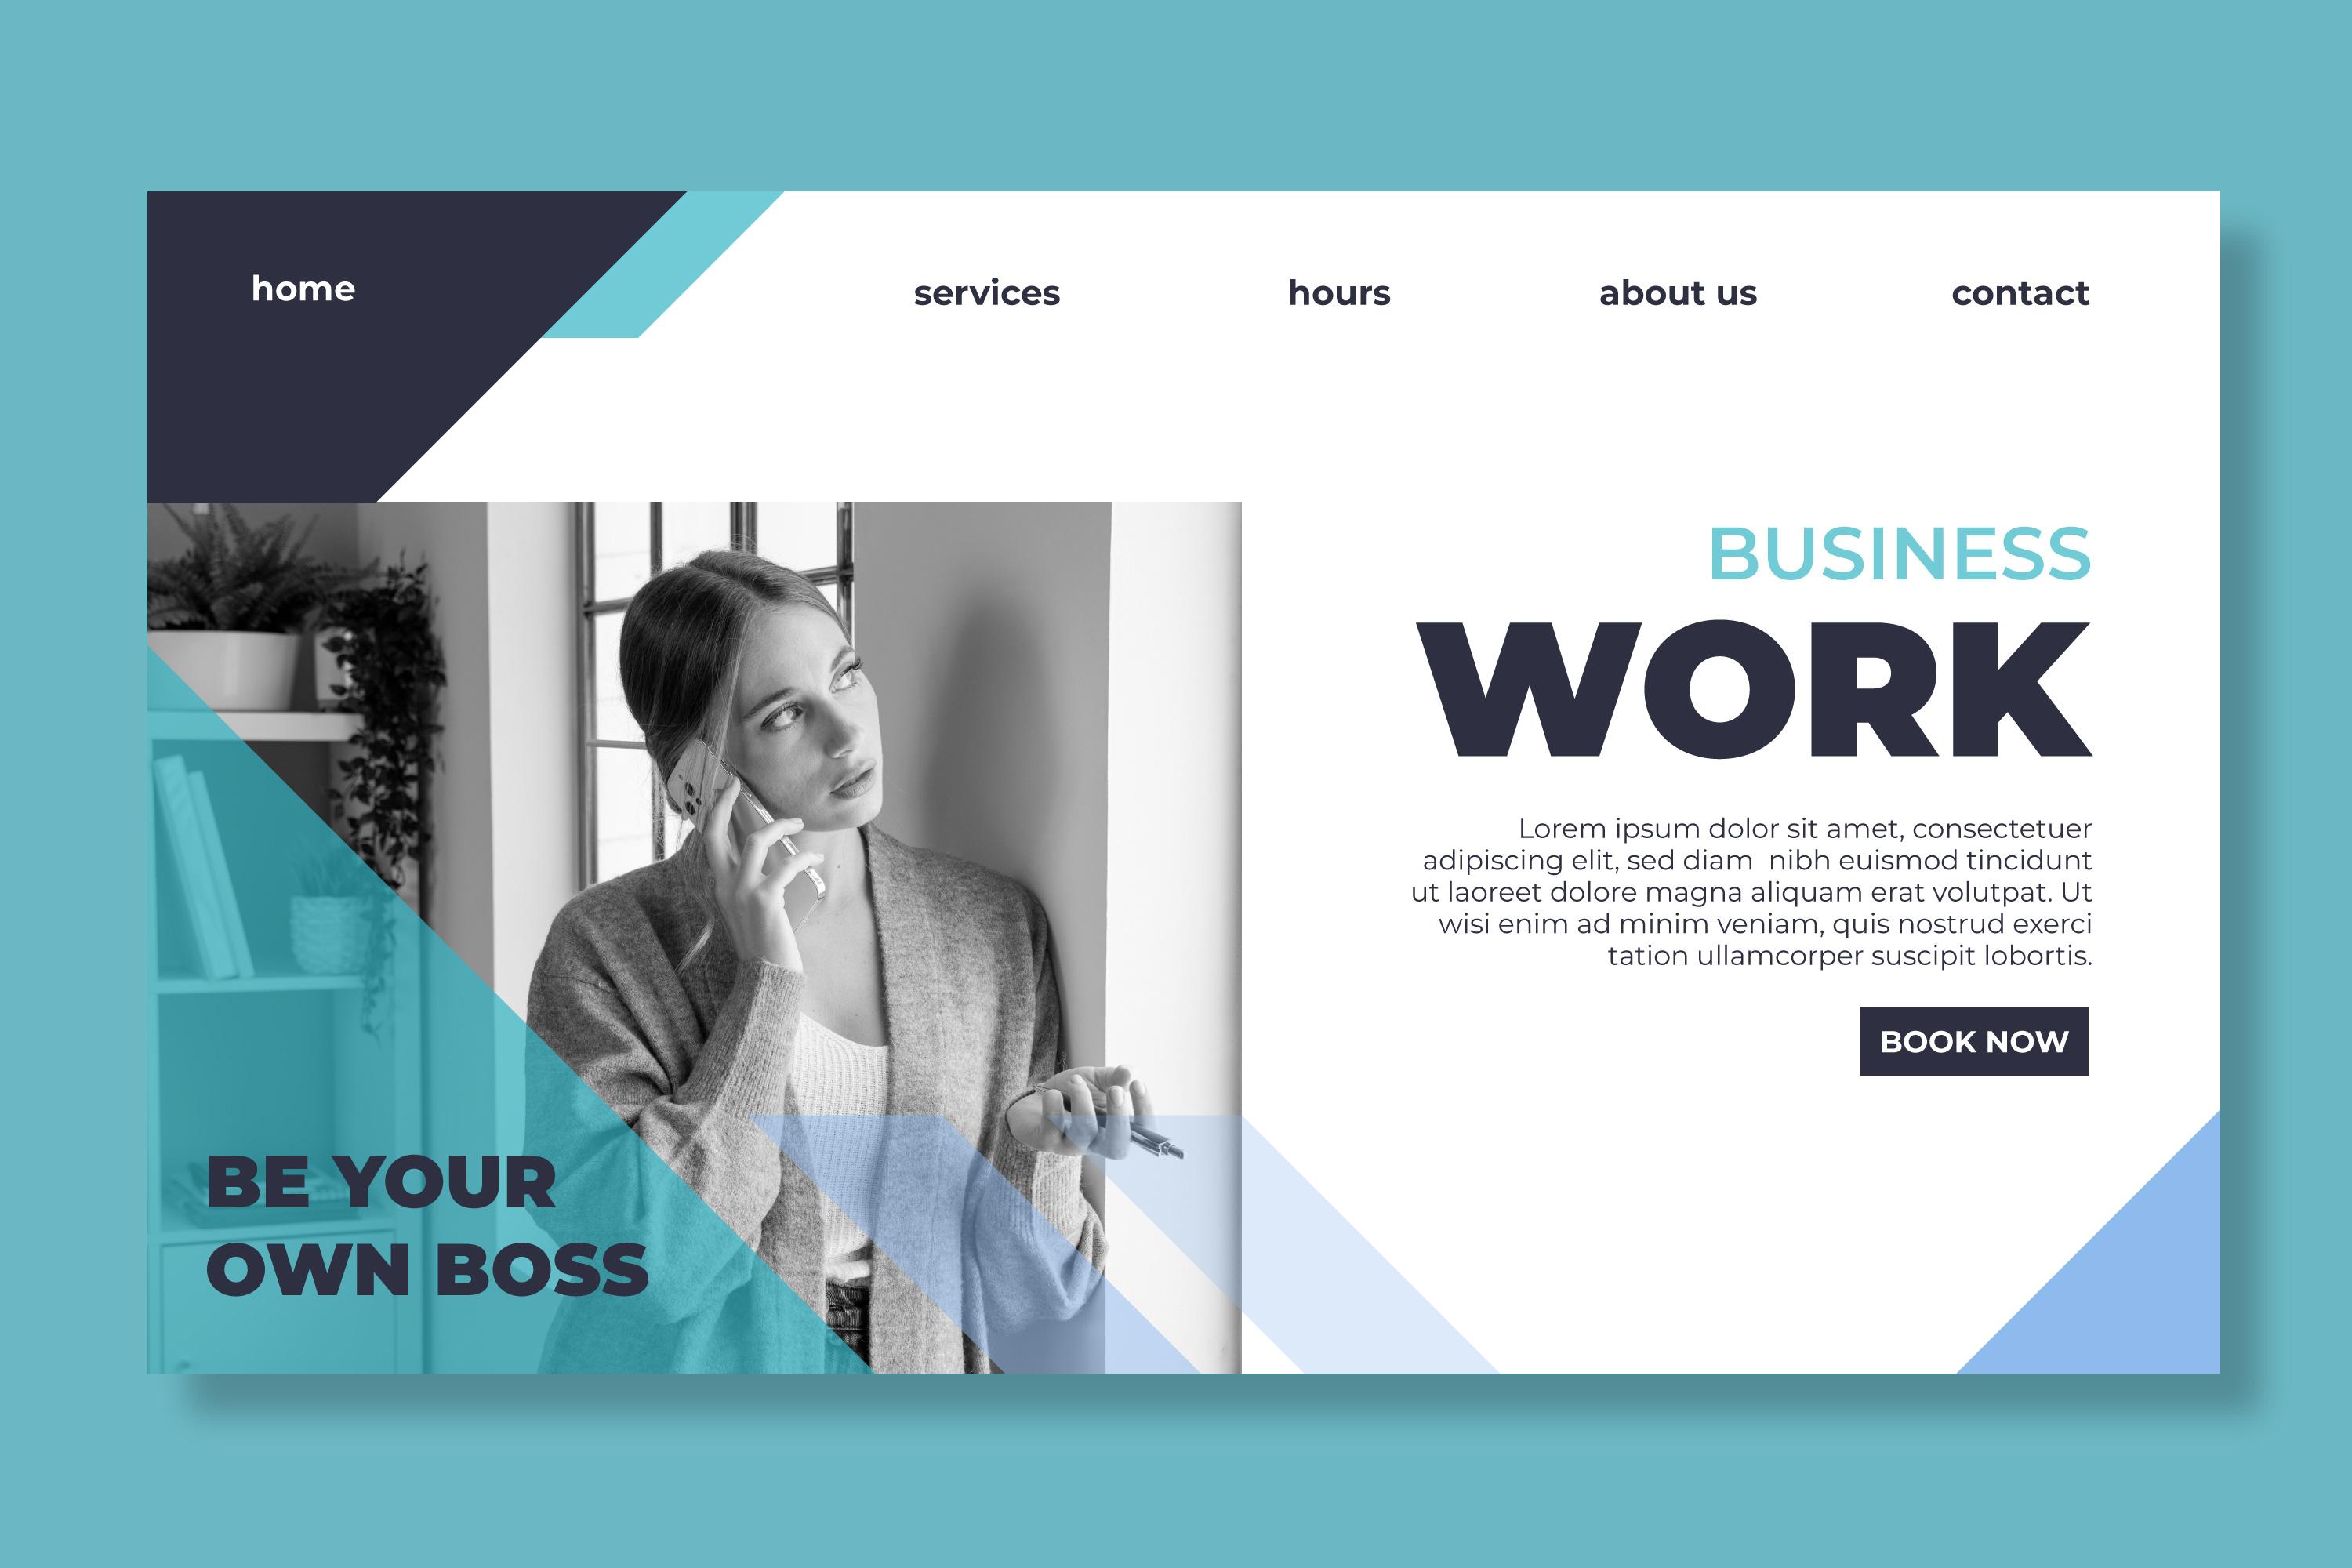 home
services
hours
about us
contact
BUSINESS
WORK
Lorem ipsum dolor sit amet, consectetuer
adipiscing elit, sed diam  nibh euismod tincidunt
ut laoreet dolore magna aliquam erat volutpat. Ut
wisi enim ad minim veniam, quis nostrud exerci
tation ullamcorper suscipit lobortis.
BOOK NOW
BE YOUR
OWN BOSS